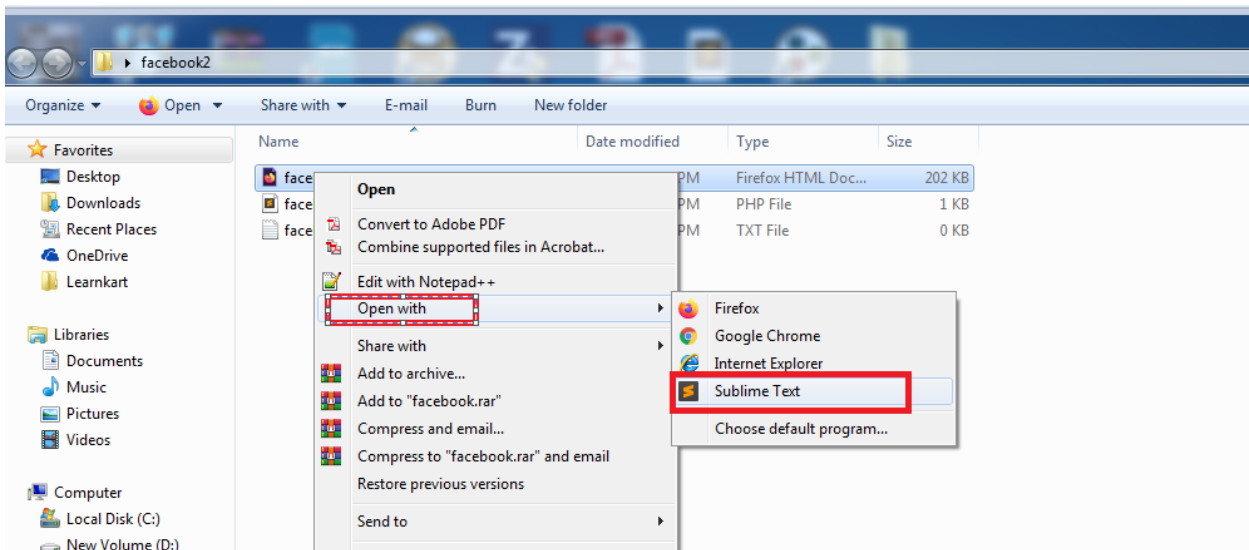 facebook2
Organize Open Share with E-mail Burn New folder
Name Date modified Type Size
Favorites
Desktop
Downloads
Recent Places
OneDrive
Learnkart
Libraries
Documents
Music
Pictures
Videos
Computer
Local Disk (C:)
New Volume (D:)
face PM Firefox HTML Doc... 202 KB
face PM PHP File 1 KB
face PM TXT File 0 KB
Open
Convert to Adobe PDF
Combine supported files in Acrobat...
Edit with Notepad++
Open with
Share with
Add to archive...
Add to "facebook.rar"
Compress and email...
Compress to "facebook.rar" and email
Restore previous versions
Send to
Firefox
Google Chrome
Internet Explorer
Sublime Text
Choose default program...